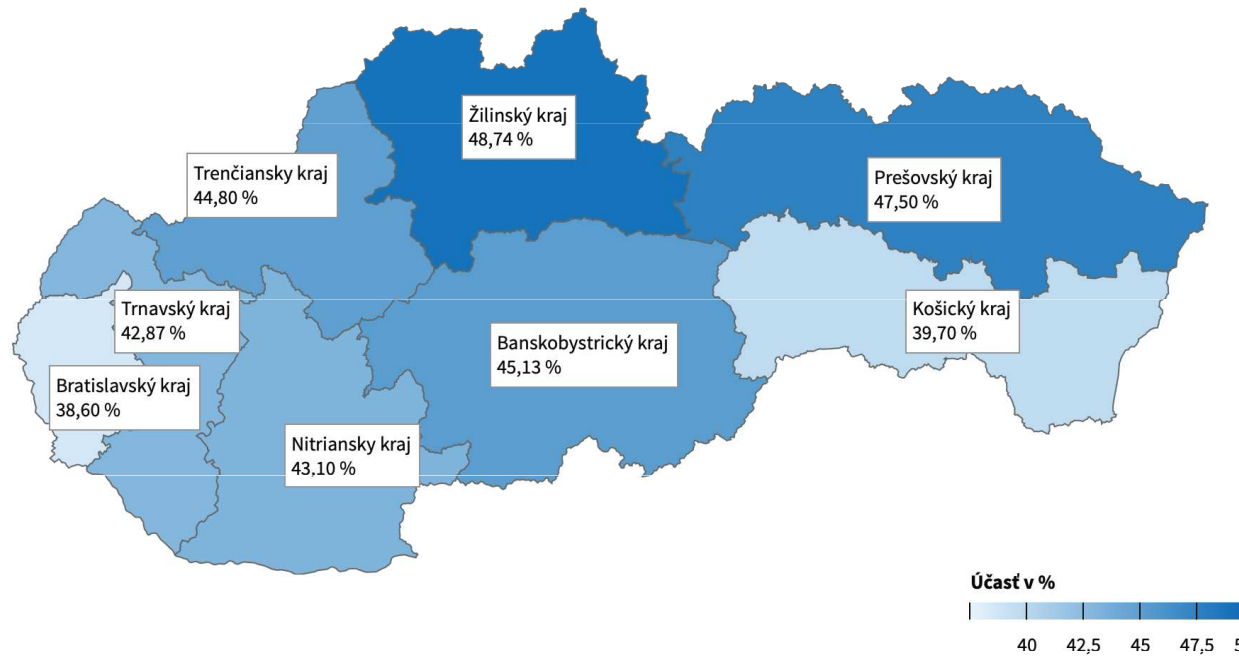 Žilinský kraj
48,74 %
Trenčiansky kraj
44,80 %
Prešovský kraj
47,50 %
Trnavský kraj
42,87 %
Košický kraj
39,70 %
Banskobystrický kraj
45,13 %
Bratislavský kraj
38,60 %
Nitriansky kraj
43,10 %
Účasť v %
40 42,5 45 47,5